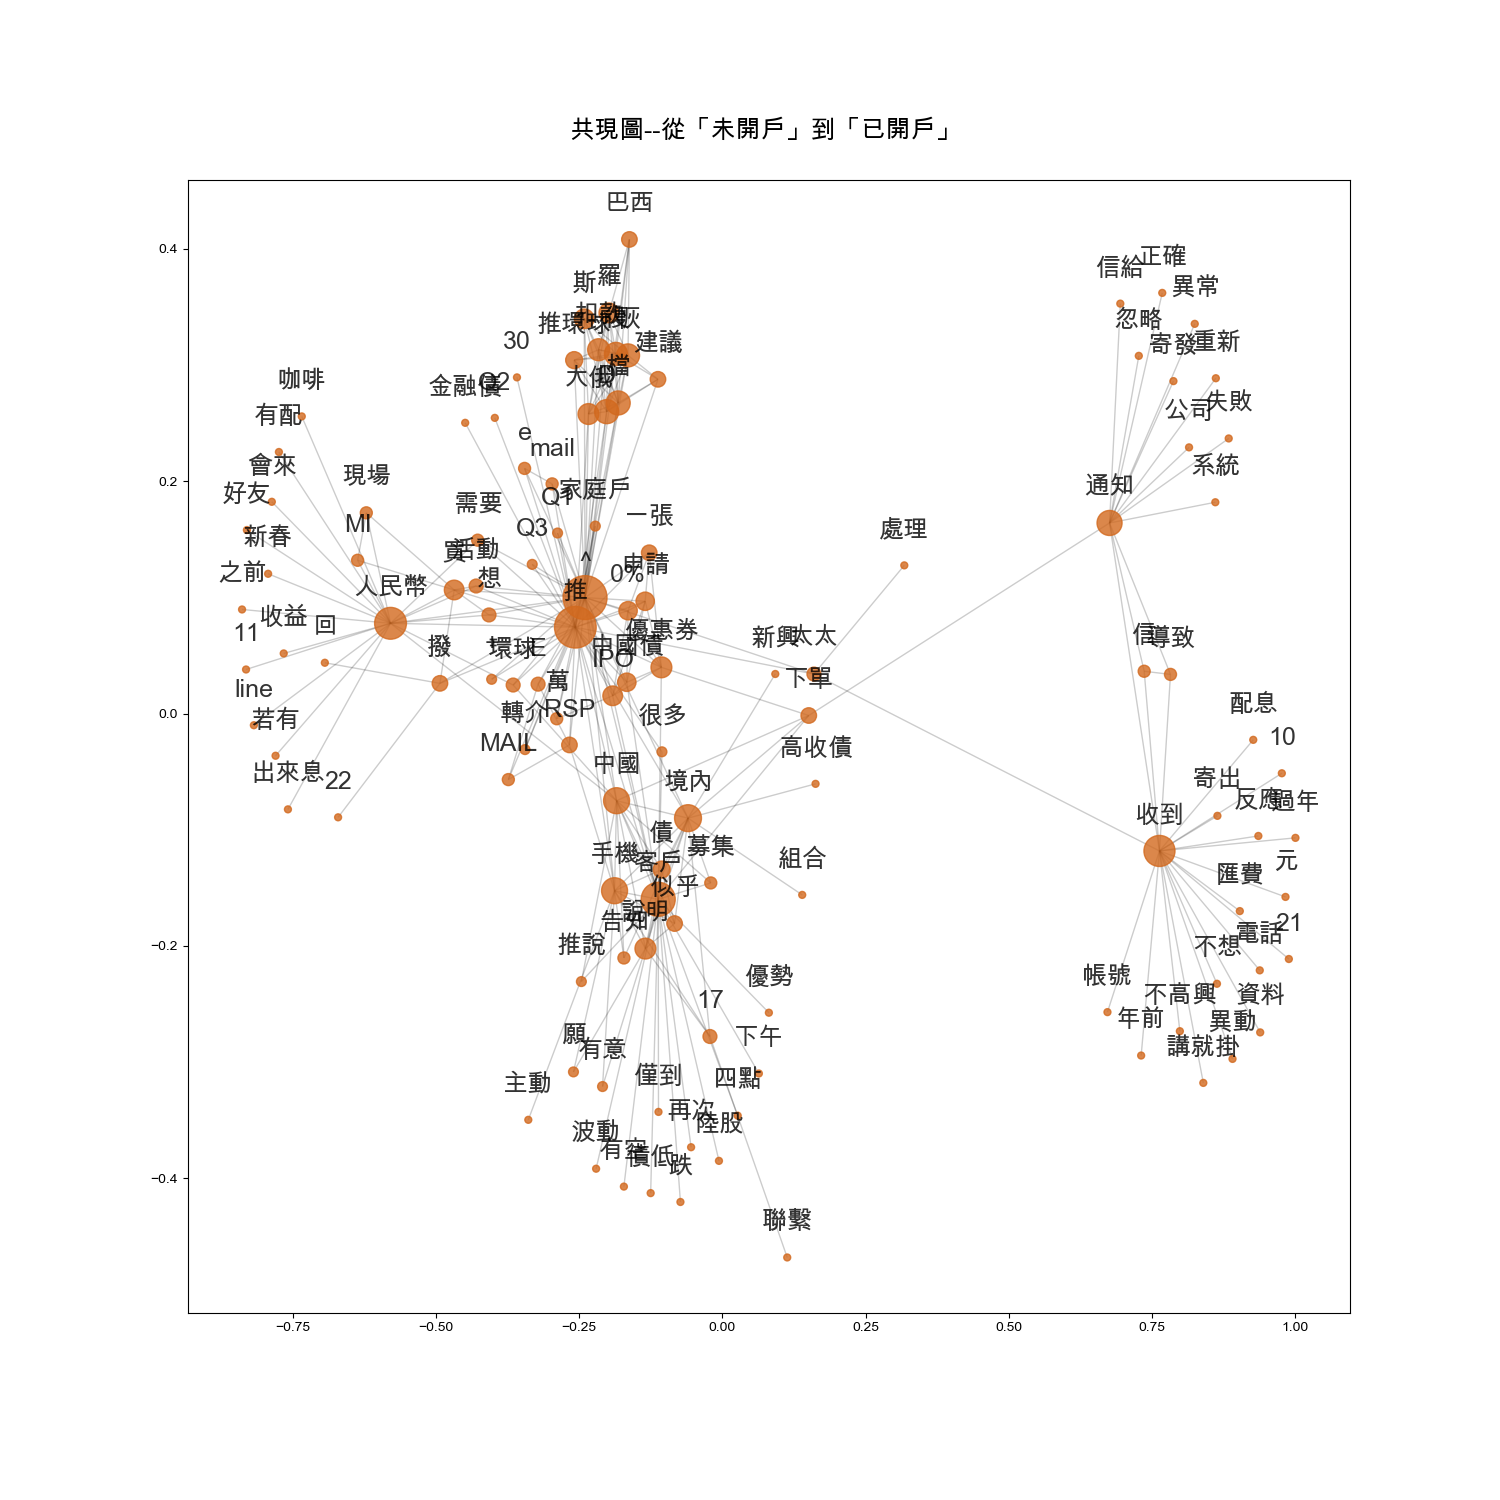 共現圖--從「未開戶」到「已開戶」
巴西
0.4
信給
正確
異常
斯
羅
忽略
推環球
建議
寄發
重新
30
檔
大俄
咖啡
金融債
Q2
有配
公司
失敗
e
mail
會來
現場
系統
0.2
通知
好友
家庭戶
Q1
需要
MI
一張
新春
Q3
處理
買
活動
^
申請
之前
人民幣
想
推
0%
11
收益
回
撥
環球
E
中國債
優惠券
新興
太太
信
導致
line
萬
IPO
下單
若有
轉介
RSP
很多
配息
0.0
MAIL
高收債
10
出來息
22
中國
境內
寄出
反應
過年
收到
債
手機
客戶
募集
組合
元
似乎
匯費
說明
告知
21
−0.2
推說
不想
電話
優勢
帳號
17
不高興
資料
年前
異動
願
有意
下午
講就掛
主動
僅到
四點
再次
陸股
波動
有空
債低
跌
−0.4
聯繫
−0.75
−0.50
−0.25
0.00
0.25
0.50
0.75
1.00